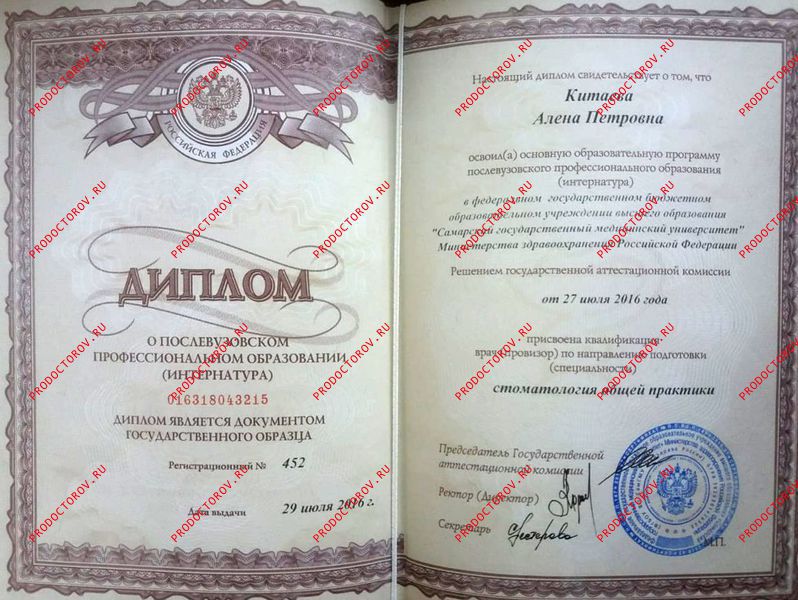 РОССИЙСКАЯ ФЕДЕРАЦИЯ
ДИПЛОМ
О ПОСЛЕВУЗОВСКОМ
ПРОФЕССИОНАЛЬНОМ ОБРАЗОВАНИИ
(ИНТЕРНАТУРА)
016318043215
ДИПЛОМ ЯВЛЯЕТСЯ ДОКУМЕНТОМ
ГОСУДАРСТВЕННОГО ОБРАЗЦА
Регистрационный № 452
Дата выдачи 29 июля 2016 г.
Настоящий диплом свидетельствует о том, что
Китаева
Алена Петровна
освоил(а) основную образовательную программу
послевузовского профессионального образования
(интернатура)
в федеральном государственном бюджетном
образовательном учреждении высшего образования
"Самарский государственный медицинский университет"
Министерства здравоохранения Российской Федерации
Решением государственной аттестационной комиссии
от 27 июля 2016 года
присвоена квалификация
врач (провизор) по направлению подготовки
(специальности)
стоматология общей практики
Председатель Государственной
аттестационной комиссии
Ректор (Директор)
Секретарь
М.П.
PRODOCTOROV.RU